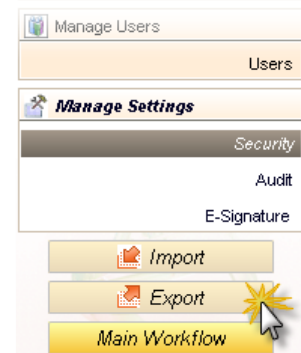 Manage Users
Users
Manage Settings
Security
Audit
E-Signature
Import
Export
Main Workflow